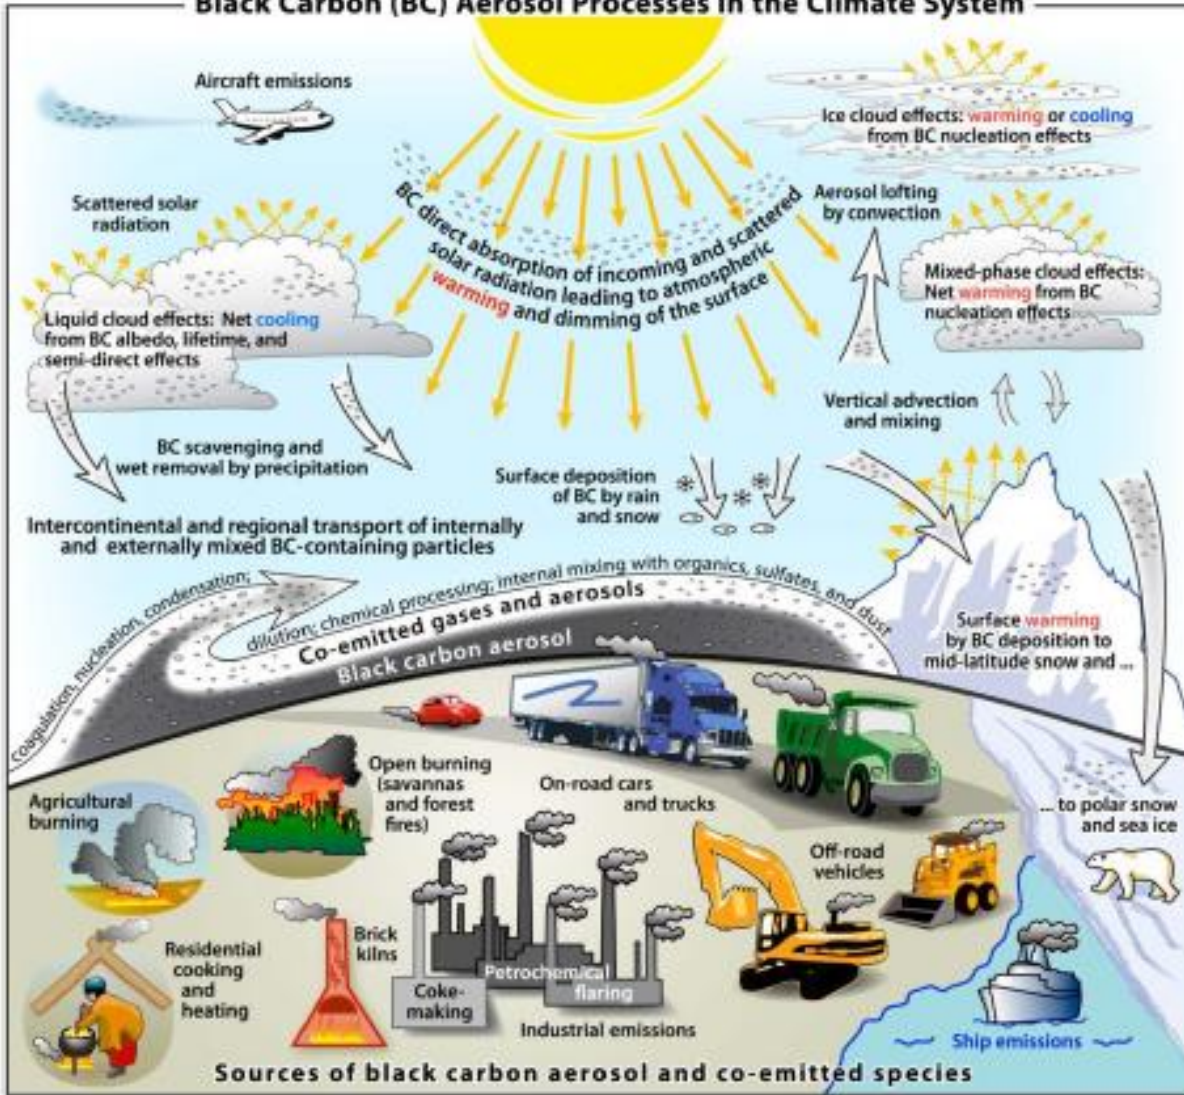 Black Carbon (BC) Aerosol Processes in the Climate System
Aircraft emissions
Ice cloud effects: warming or cooling
from BC nucleation effects
Scattered solar
radiation
BC direct absorption of incoming and scattered
solar radiation leading to atmospheric
warming and dimming of the surface
Aerosol lofting
by convection
Mixed-phase cloud effects:
Net warming from BC
nucleation effects
Liquid cloud effects: Net cooling
from BC albedo, lifetime, and
semi-direct effects
Vertical advection
and mixing
BC scavenging and
wet removal by precipitation
Surface deposition
of BC by rain
and snow
Intercontinental and regional transport of internally
and externally mixed BC-containing particles
coagulation, nucleation, condensation;
dilution; chemical processing; internal mixing with organics, sulfates, and dust
Co-emitted gases and aerosols
Black carbon aerosol
Surface warming
by BC deposition to
mid-latitude snow and ...
... to polar snow
and sea ice
Agricultural
burning
Open burning
(savannas
and forest
fires)
On-road cars
and trucks
Off-road
vehicles
Residential
cooking
and
heating
Brick
kilns
Coke-
making
Petrochemical
flaring
Industrial emissions
Ship emissions
Sources of black carbon aerosol and co-emitted species